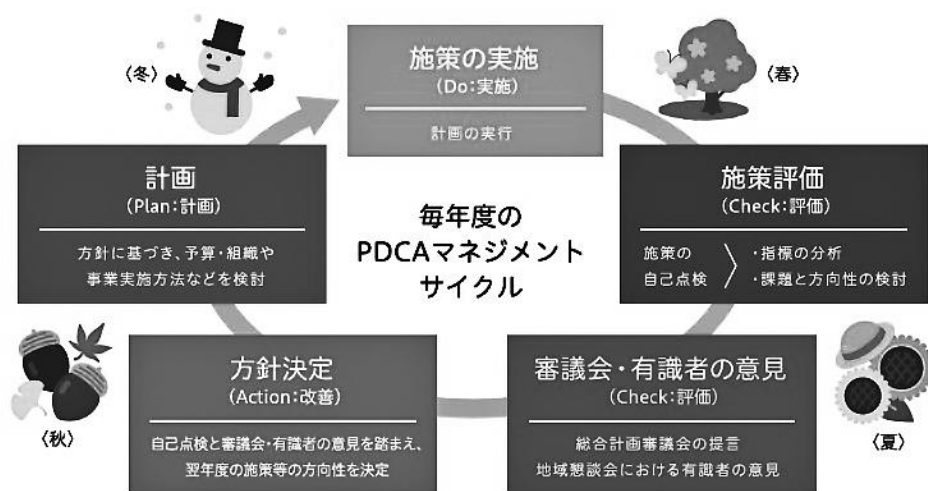 〈冬〉
施策の実施
(Do:実施)
計画の実行
〈春〉
計画
(Plan:計画)
方針に基づき、予算・組織や
事業実施方法などを検討
毎年度の
PDCAマネジメント
サイクル
施策評価
(Check:評価)
施策の
自己点検
・指標の分析
・課題と方向性の検討
〈秋〉
方針決定
(Action:改善)
自己点検と審議会・有識者の意見を踏まえ、
翌年度の施策等の方向性を決定
審議会・有識者の意見
(Check:評価)
総合計画審議会の提言
地域懇談会における有識者の意見
〈夏〉